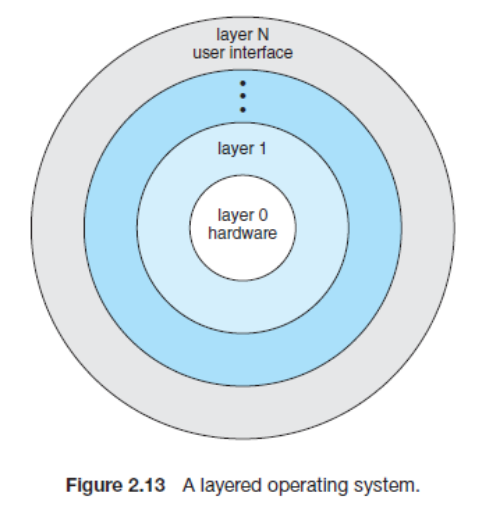 layer N
user interface
layer 1
layer 0
hardware
Figure 2.13 A layered operating system.